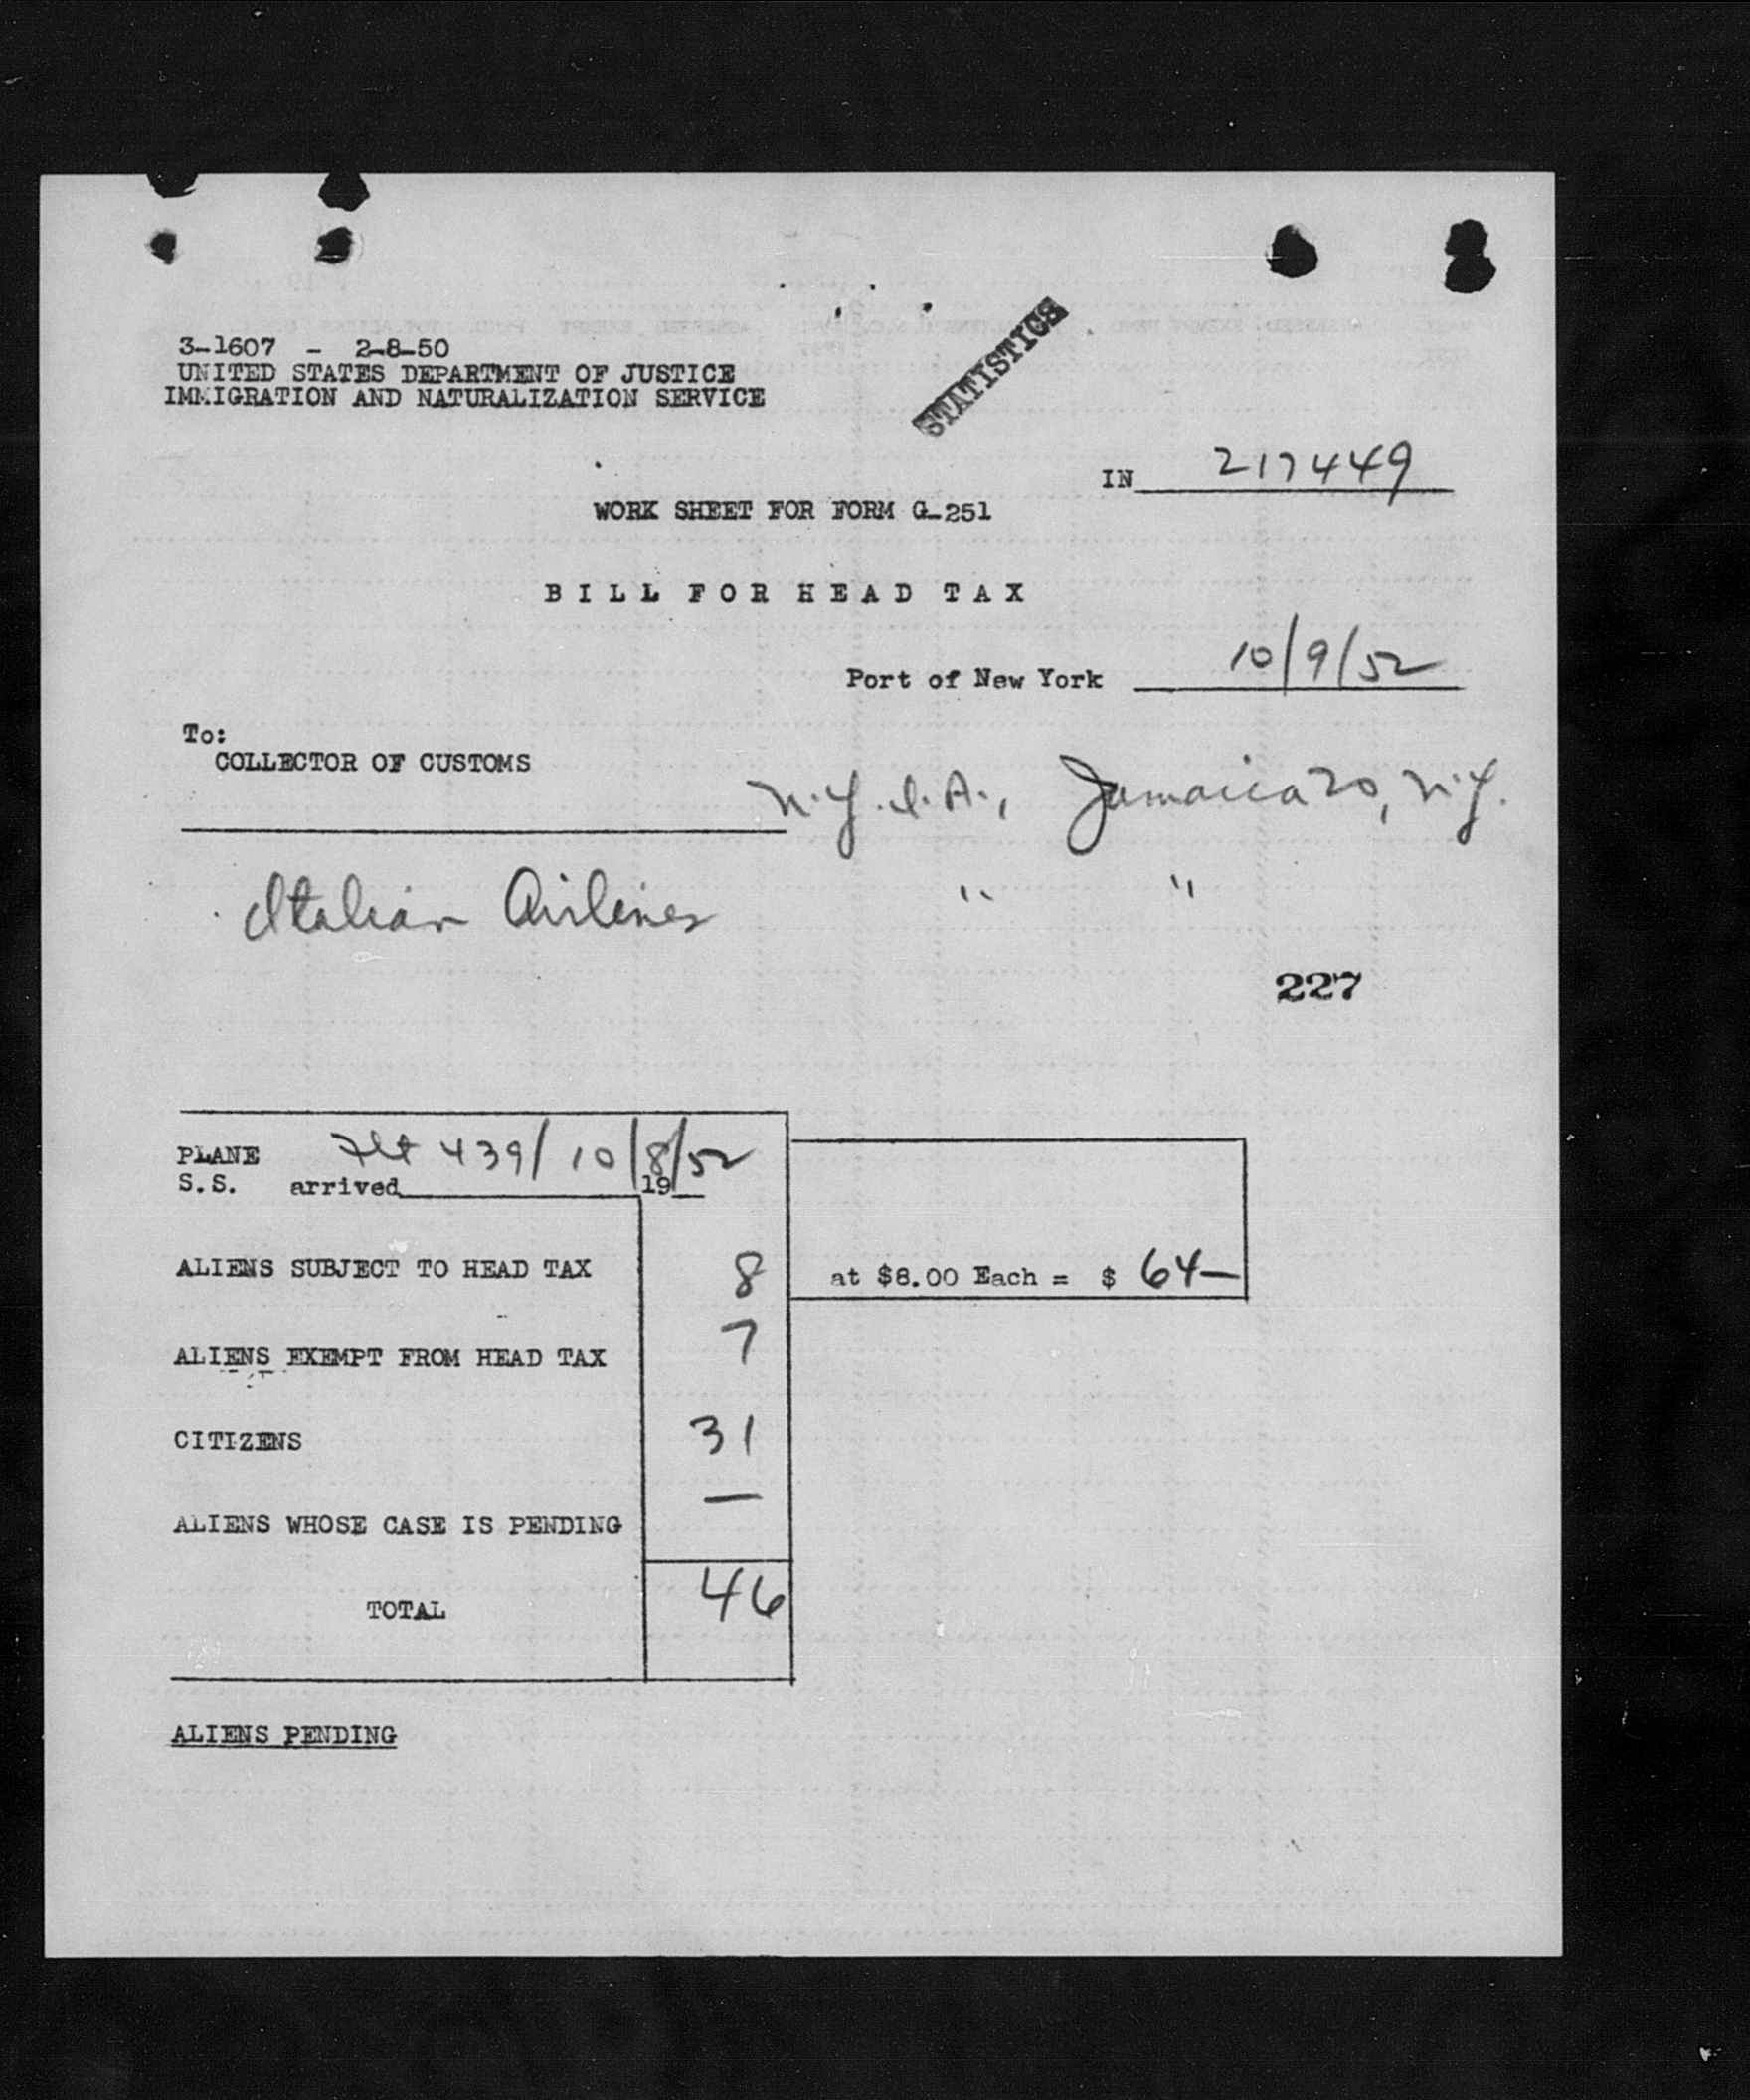 3-1607 - 2-8-50
UNITED STATES DEPARTMENT OF JUSTICE
IMMIGRATION AND NATURALIZATION SERVICE
STATISTICS
IN 217449
WORK SHEET FOR FORM G-251
BILL FOR HEAD TAX
Port of New York 10/9/52
To:
COLLECTOR OF CUSTOMS
N.Y.I.A., Jamaica 20, N.Y.
Italian Airlines " "
227
PLANE Flt 439/ 10/8/52
S.S. arrived 19
ALIENS SUBJECT TO HEAD TAX 8 at $8.00 Each = $ 64—
ALIENS EXEMPT FROM HEAD TAX 7
CITIZENS 31
ALIENS WHOSE CASE IS PENDING —
TOTAL 46
ALIENS PENDING